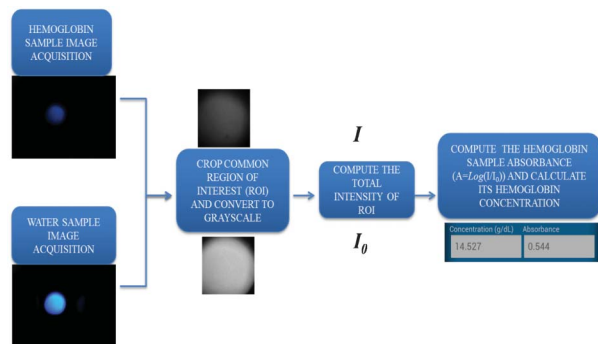 HEMOGLOBIN
SAMPLE IMAGE
ACQUISITION
WATER SAMPLE
IMAGE
ACQUISITION
CROP COMMON
REGION OF
INTEREST (ROI)
AND CONVERT TO
GRAYSCALE
I
COMPUTE THE
TOTAL
INTENSITY OF
ROI
I₀
COMPUTE THE HEMOGLOBIN
SAMPLE ABSORBANCE
(A=Log(I/I₀)) AND CALCULATE
ITS HEMOGLOBIN
CONCENTRATION
Concentration (g/dL) Absorbance
14.527 0.544